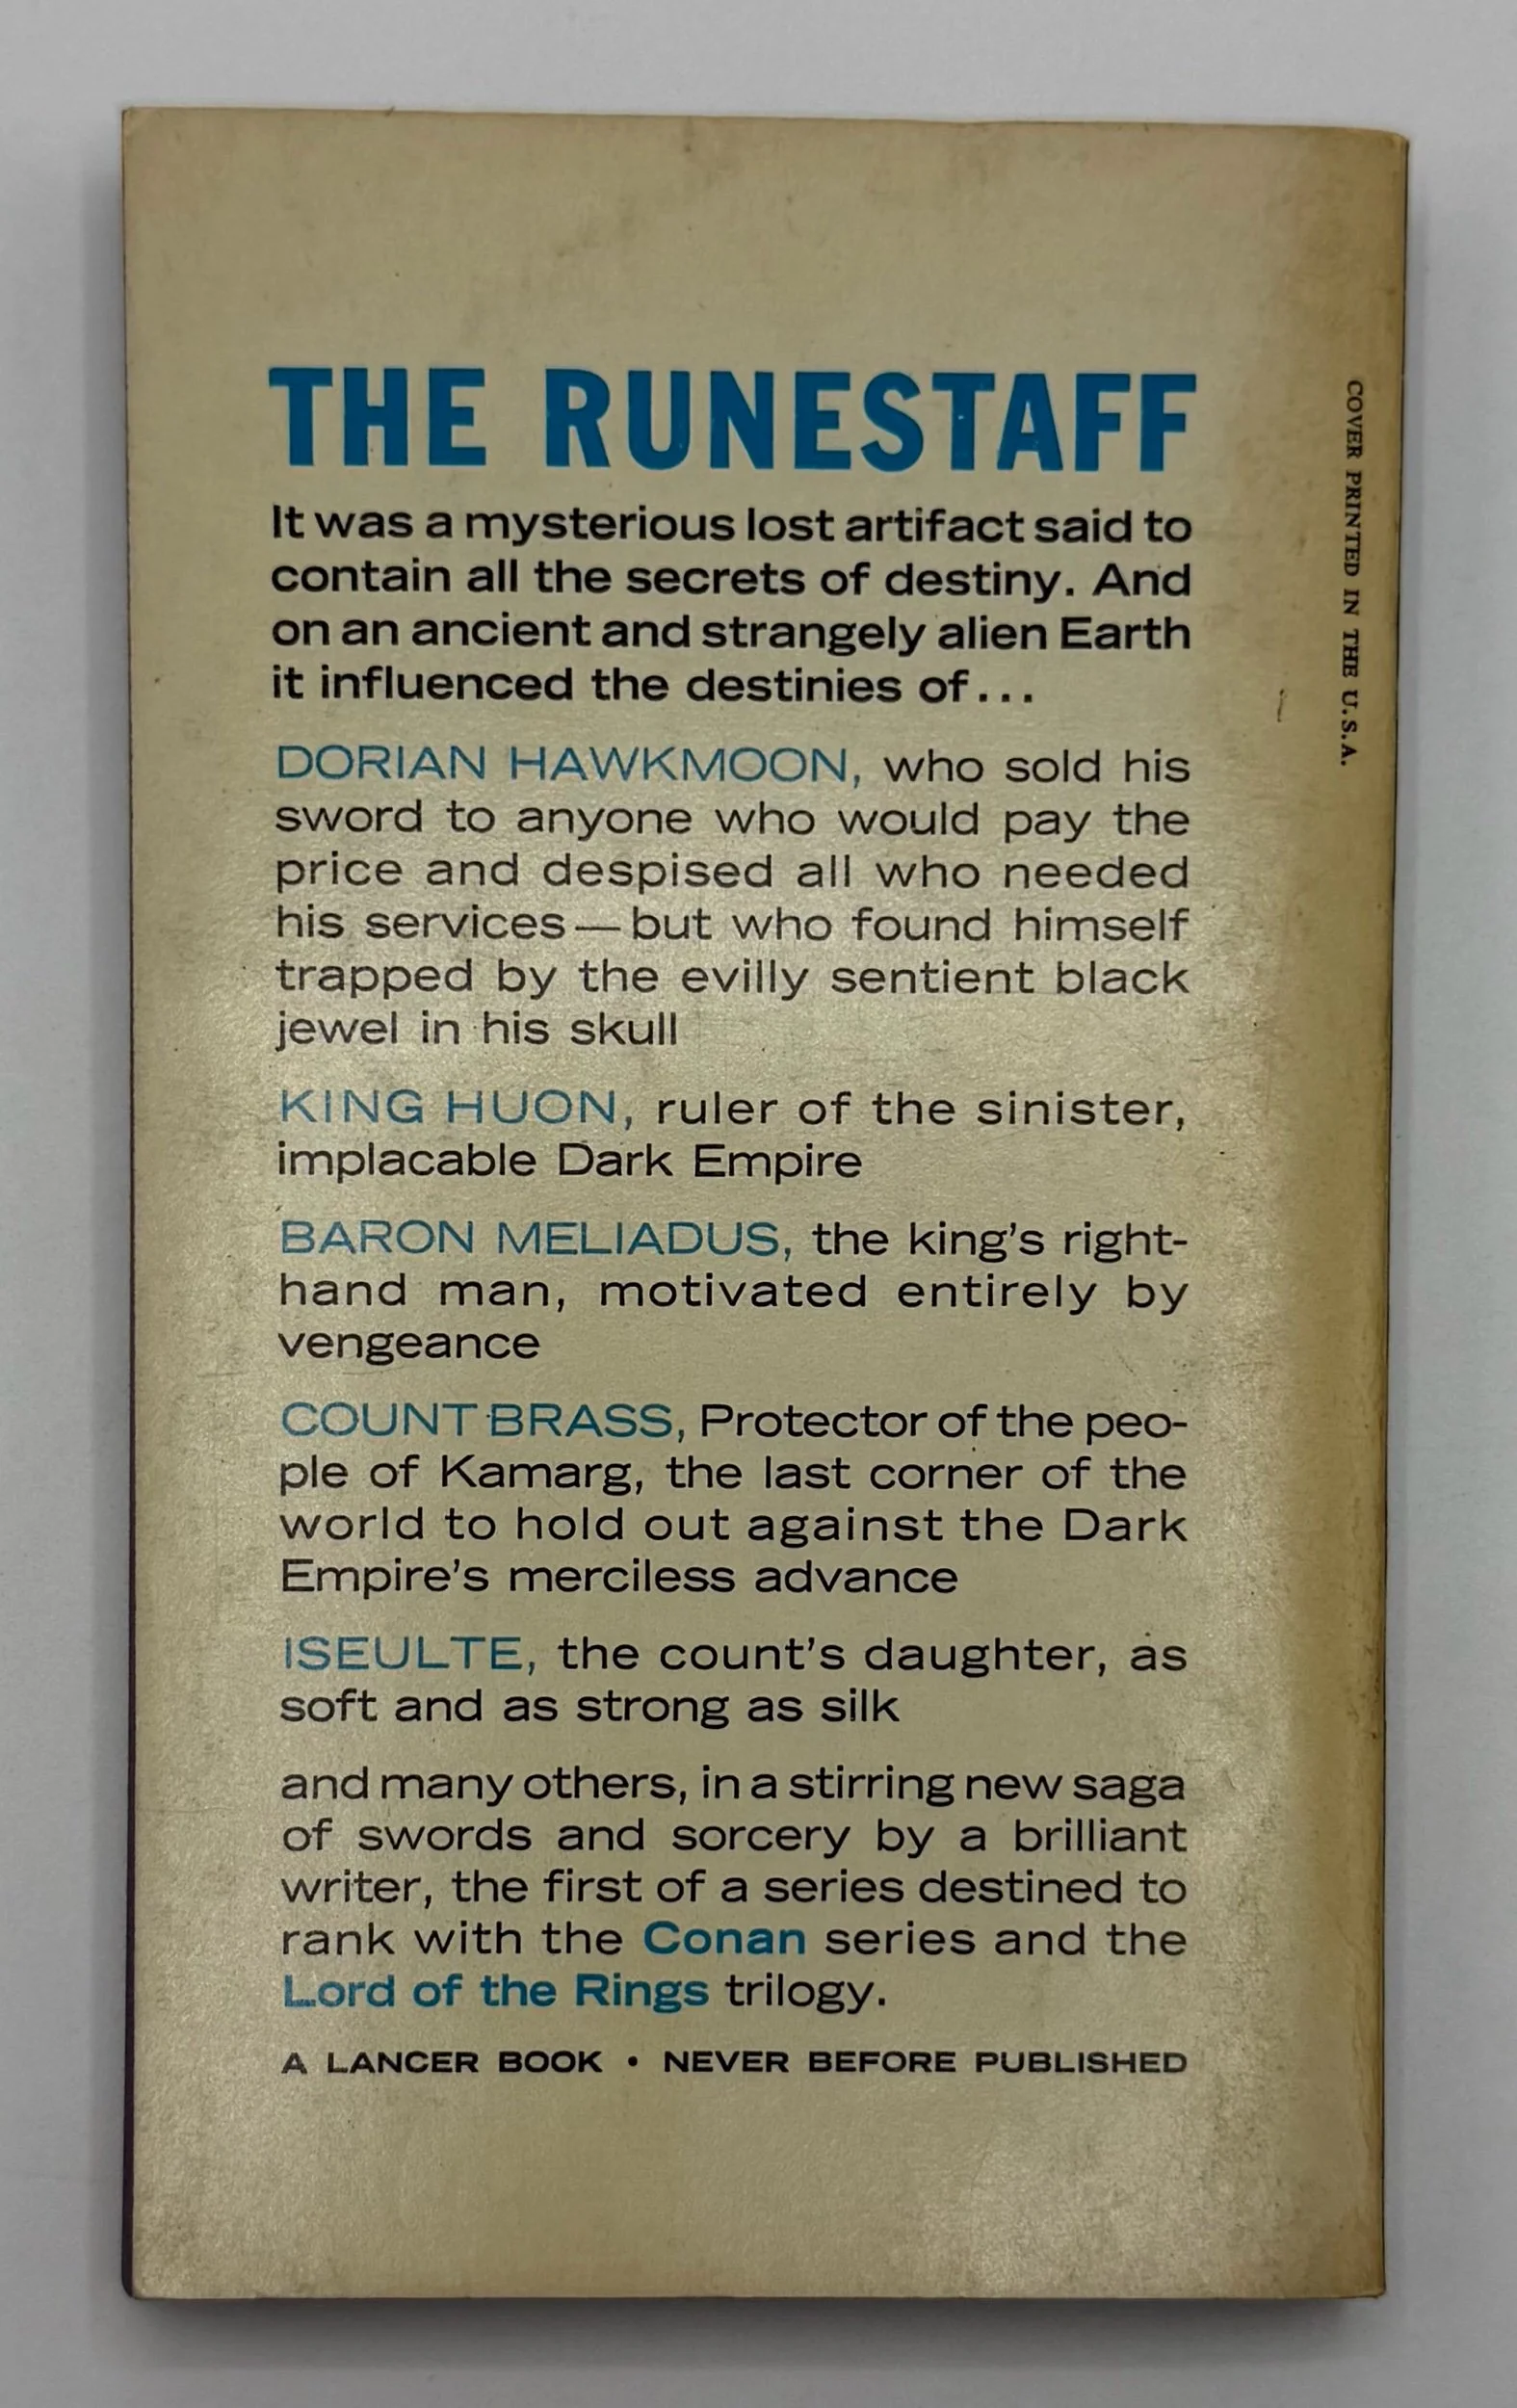 THE RUNESTAFF
It was a mysterious lost artifact said to
contain all the secrets of destiny. And
on an ancient and strangely alien Earth
it influenced the destinies of...
DORIAN HAWKMOON, who sold his
sword to anyone who would pay the
price and despised all who needed
his services—but who found himself
trapped by the evilly sentient black
jewel in his skull
KING HUON, ruler of the sinister,
implacable Dark Empire
BARON MELIADUS, the king's right-
hand man, motivated entirely by
vengeance
COUNT BRASS, Protector of the peo-
ple of Kamarg, the last corner of the
world to hold out against the Dark
Empire's merciless advance
ISEULTE, the count's daughter, as
soft and as strong as silk
and many others, in a stirring new saga
of swords and sorcery by a brilliant
writer, the first of a series destined to
rank with the Conan series and the
Lord of the Rings trilogy.
A LANCER BOOK • NEVER BEFORE PUBLISHED
COVER PRINTED IN THE U.S.A.